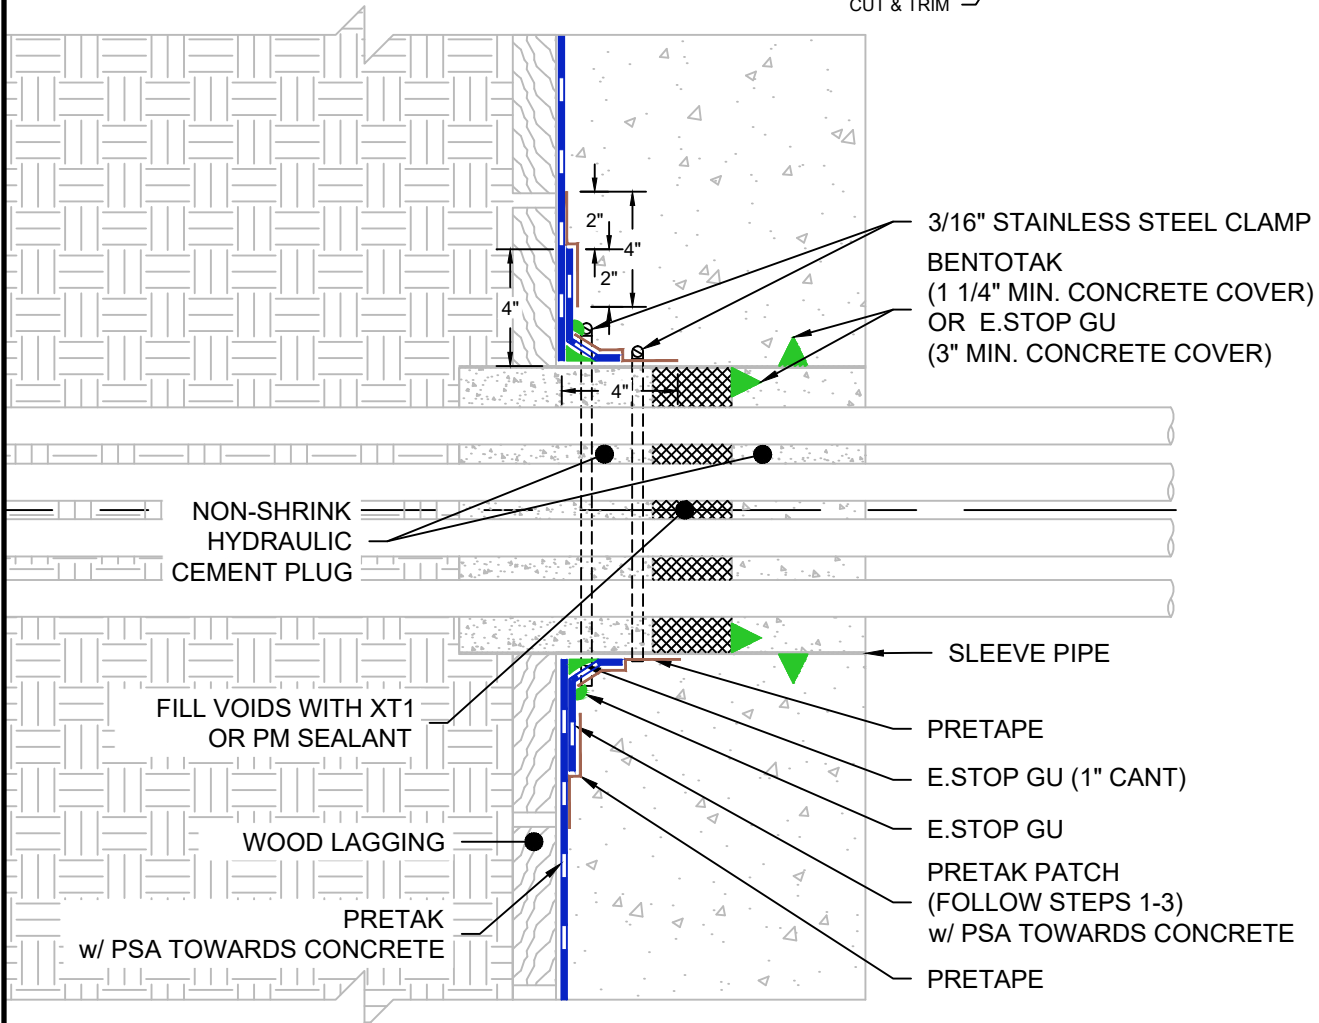 CUT & TRIM
3/16" STAINLESS STEEL CLAMP
BENTOTAK
(1 1/4" MIN. CONCRETE COVER)
OR E.STOP GU
(3" MIN. CONCRETE COVER)
2"
4"
2"
4"
4"
NON-SHRINK
HYDRAULIC
CEMENT PLUG
SLEEVE PIPE
FILL VOIDS WITH XT1
OR PM SEALANT
PRETAPE
E.STOP GU (1" CANT)
E.STOP GU
WOOD LAGGING
PRETAK PATCH
(FOLLOW STEPS 1-3)
w/ PSA TOWARDS CONCRETE
PRETAK
w/ PSA TOWARDS CONCRETE
PRETAPE